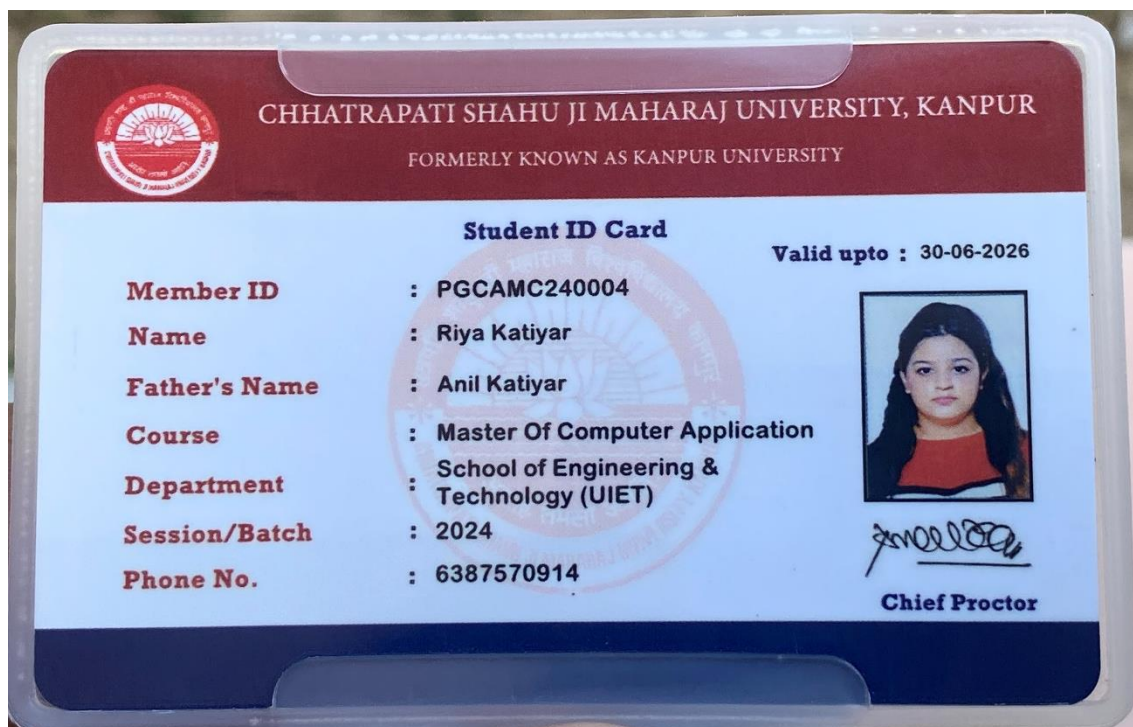 CHHATRAPATI SHAHU JI MAHARAJ UNIVERSITY, KANPUR
FORMERLY KNOWN AS KANPUR UNIVERSITY
Student ID Card
Valid upto : 30-06-2026
Member ID : PGCAMC240004
Name : Riya Katiyar
Father's Name : Anil Katiyar
Course : Master Of Computer Application
Department : School of Engineering &
Technology (UIET)
Session/Batch : 2024
Phone No. : 6387570914
Chief Proctor